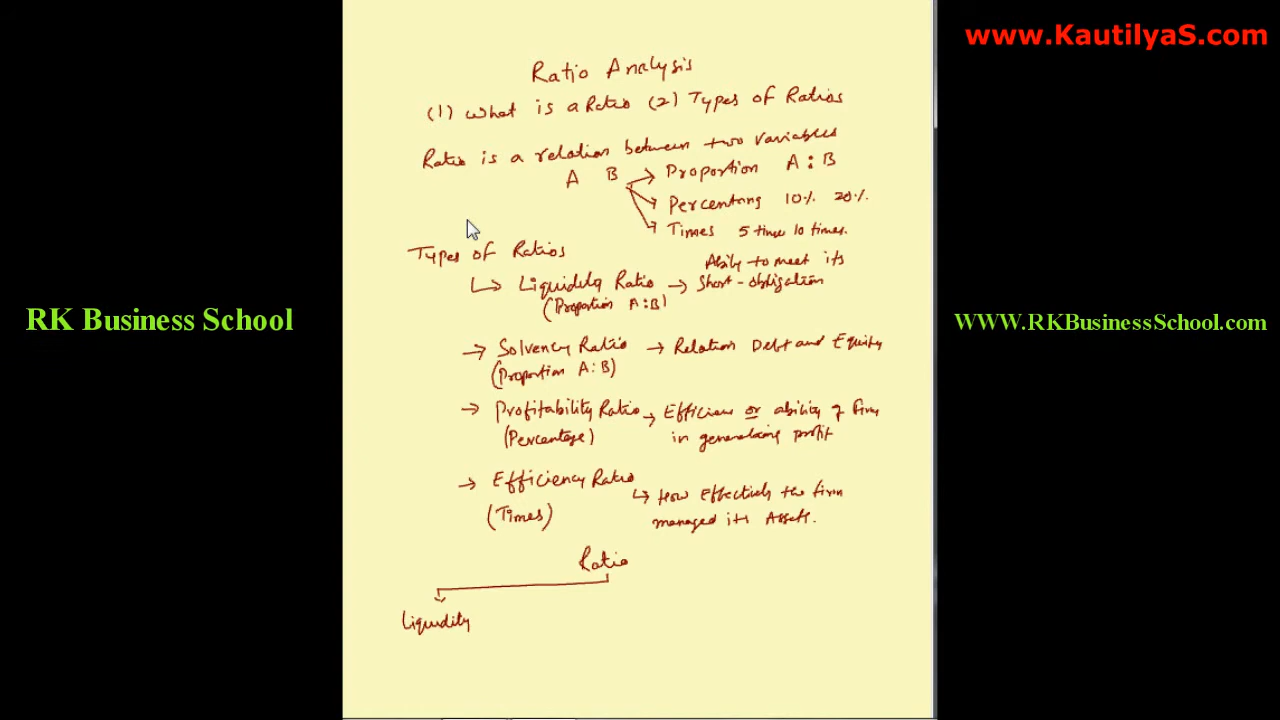 www.KautilyaS.com
Ratio Analysis
(1) What is a Ratio (2) Types of Ratios
Ratio is a relation between two variables
A B → Proportion A : B
→ Percentang 10% 20%
→ Times 5 times 10 times.
Types of Ratios
↳ Liquidity Ratio → Ability to meet its
Short-obligation
(Proportion A:B)
RK Business School
WWW.RKBusinessSchool.com
→ Solvency Ratio → Relation Debt and Equity
(Proportion A:B)
→ Profitability Ratio → or ability of firm
(Percentage) in profit
→ Efficiency Ratio ↳ How Effectively the firm
(Times) managed its Assets.
Ratio
Liquidity